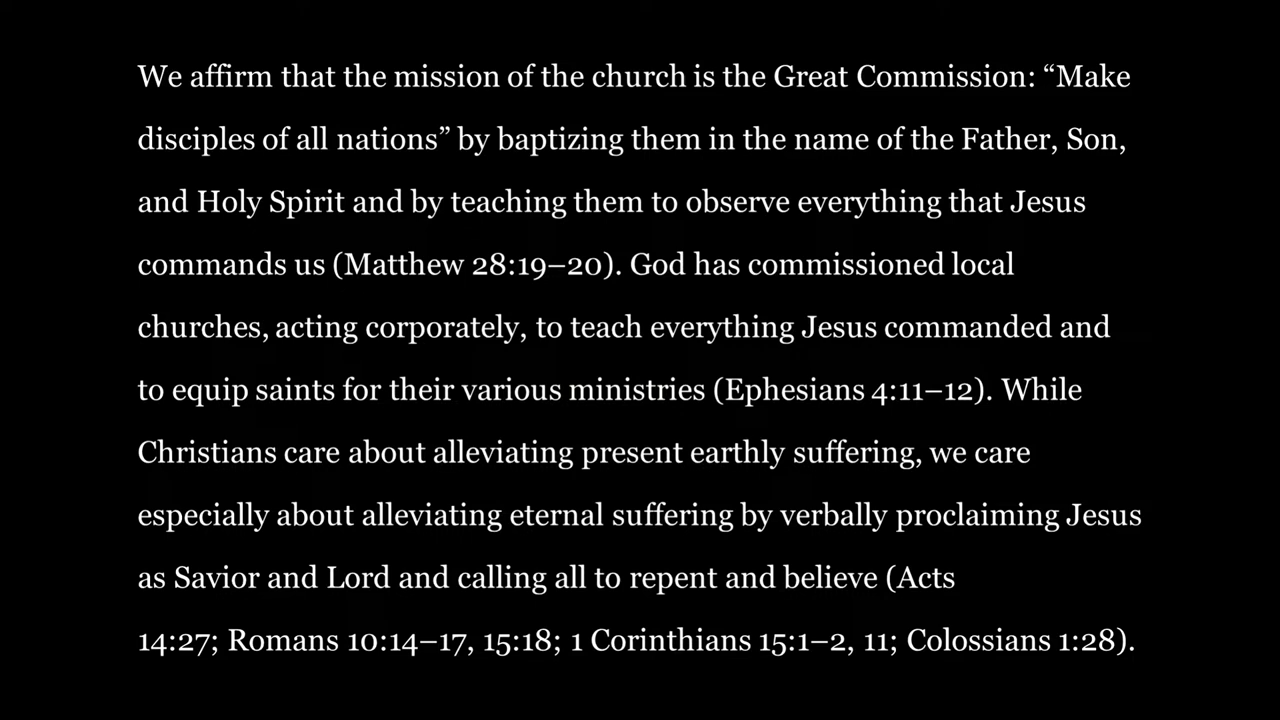 We affirm that the mission of the church is the Great Commission: “Make
disciples of all nations” by baptizing them in the name of the Father, Son,
and Holy Spirit and by teaching them to observe everything that Jesus
commands us (Matthew 28:19–20). God has commissioned local
churches, acting corporately, to teach everything Jesus commanded and
to equip saints for their various ministries (Ephesians 4:11–12). While
Christians care about alleviating present earthly suffering, we care
especially about alleviating eternal suffering by verbally proclaiming Jesus
as Savior and Lord and calling all to repent and believe (Acts
14:27; Romans 10:14–17, 15:18; 1 Corinthians 15:1–2, 11; Colossians 1:28).